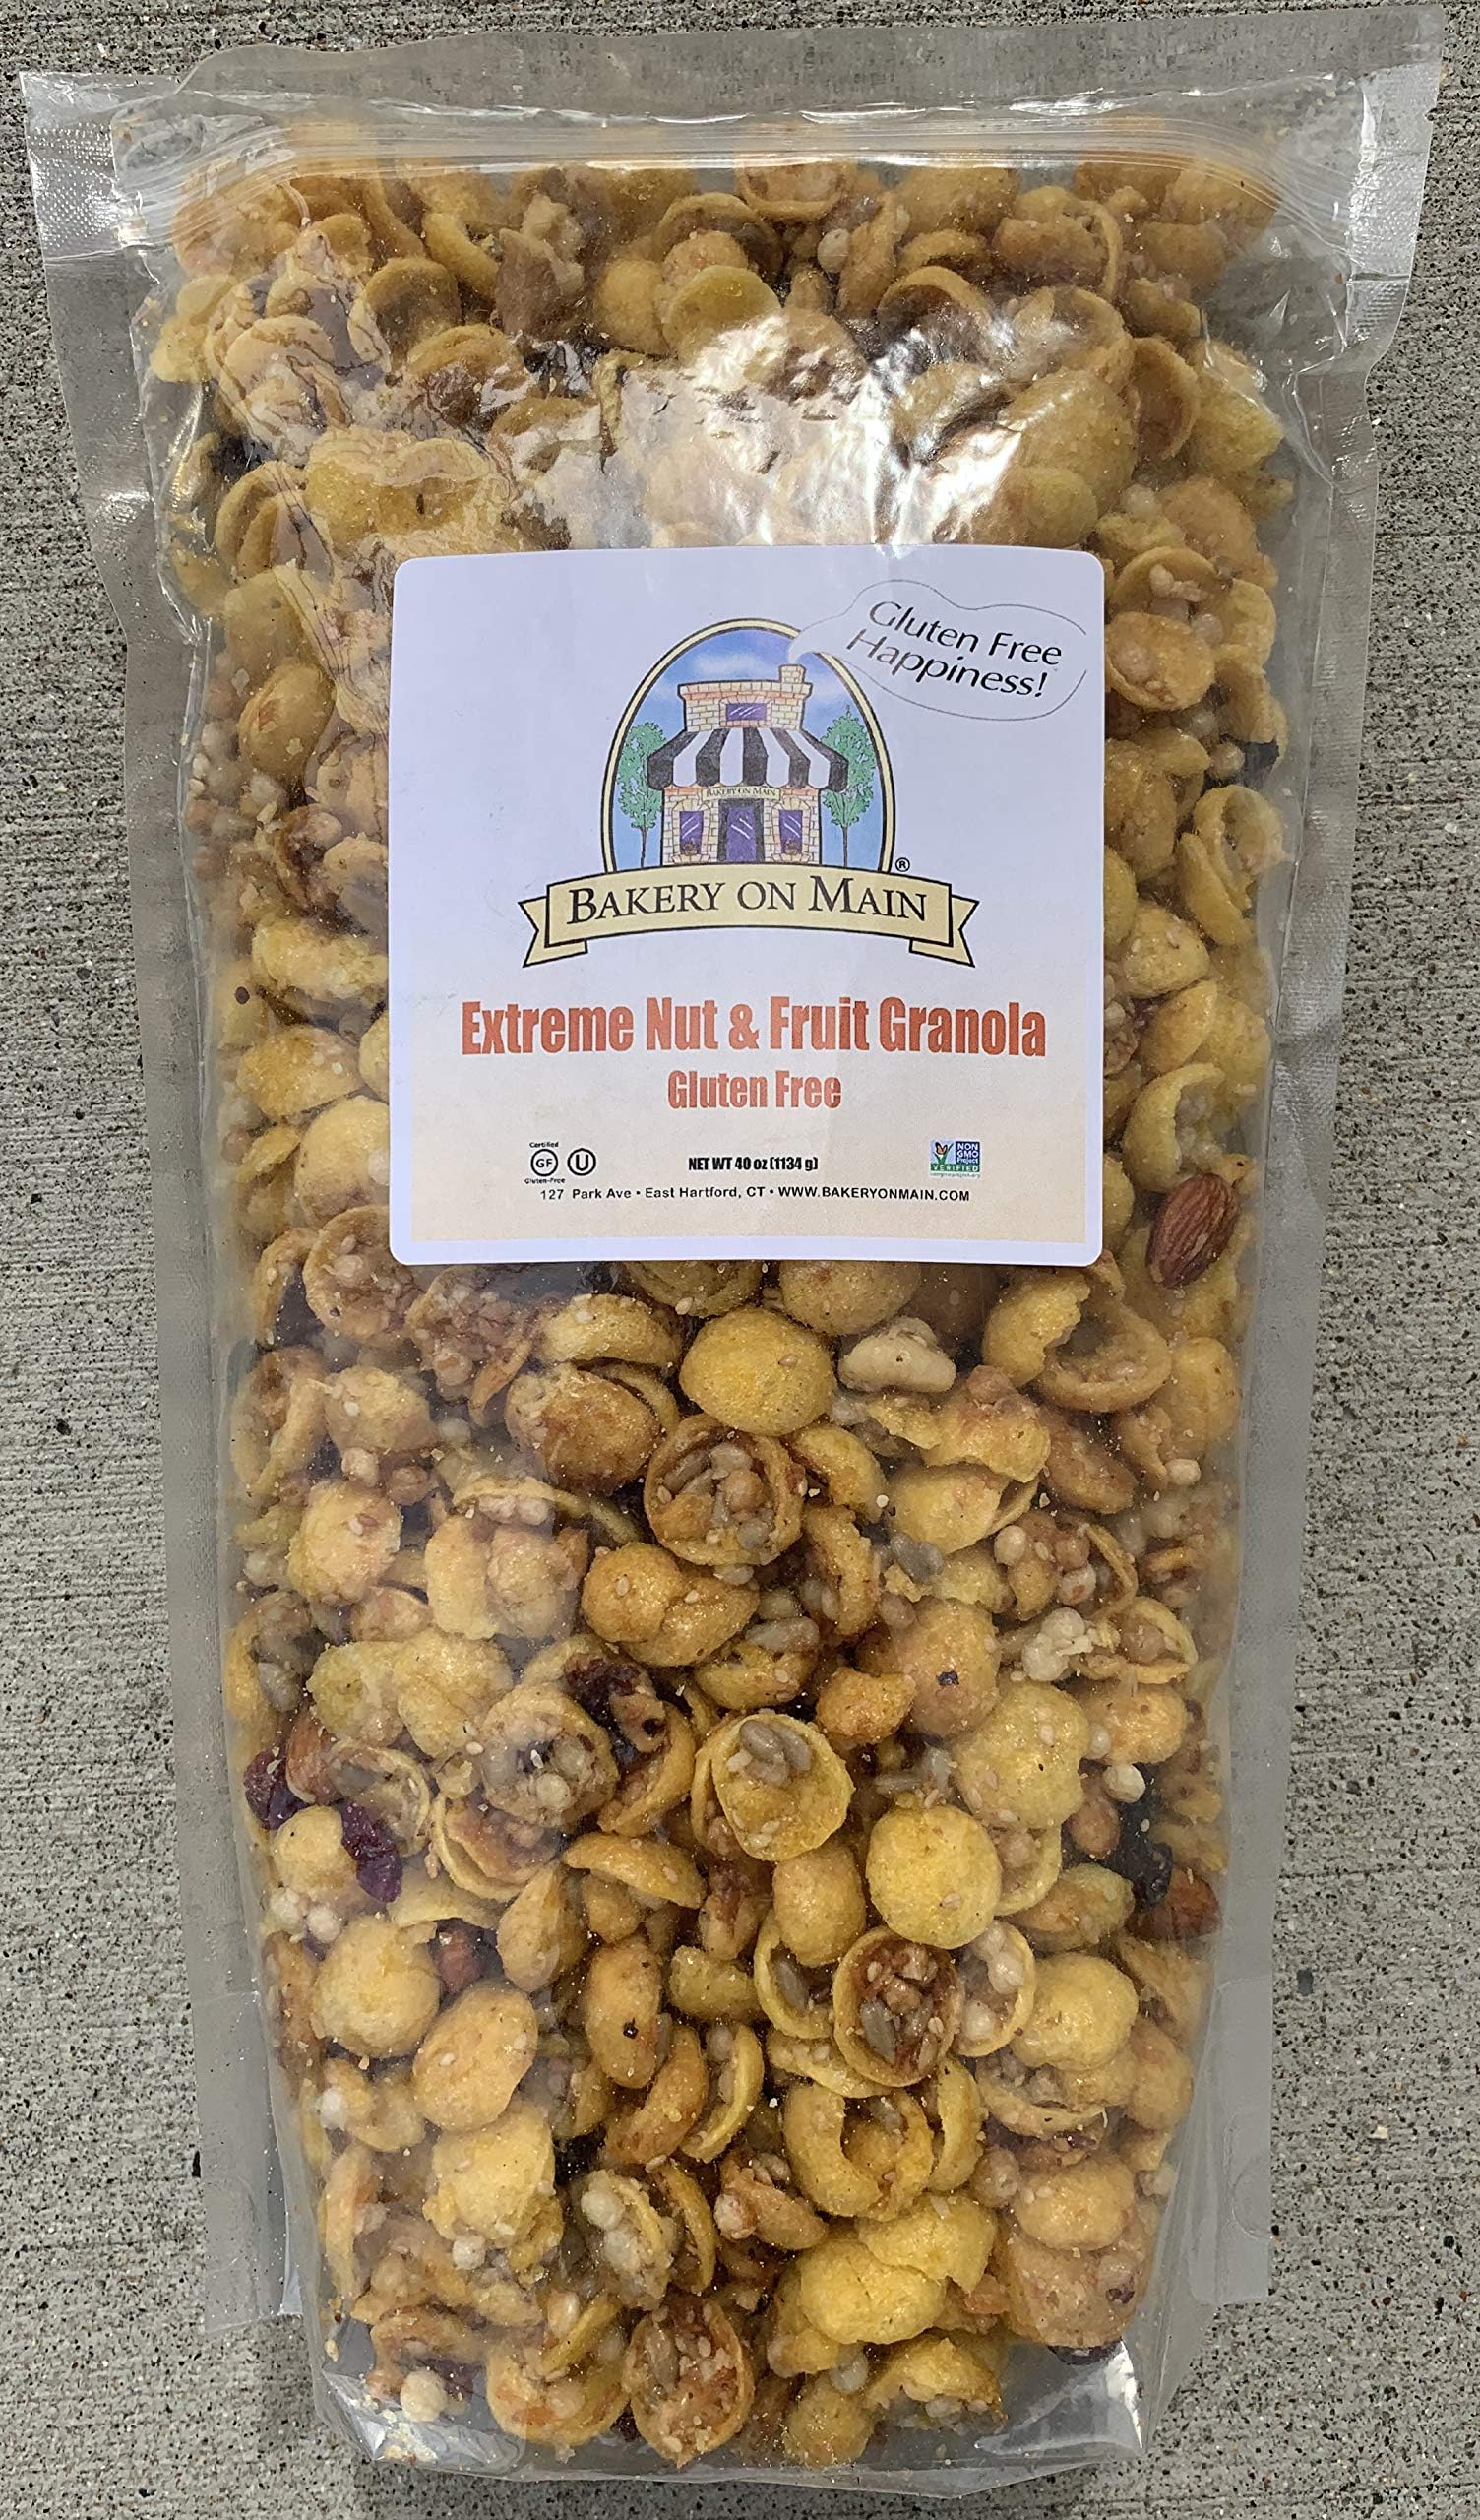 Gluten Free
Happiness!
BAKERY ON MAIN
®
BAKERY ON MAIN
Extreme Nut & Fruit Granola
Gluten Free
Certified
GF
Gluten-Free
U
NET WT 40 oz (1134 g)
NON
GMO
Project
VERIFIED
127 Park Ave • East Hartford, CT • WWW.BAKERYONMAIN.COM